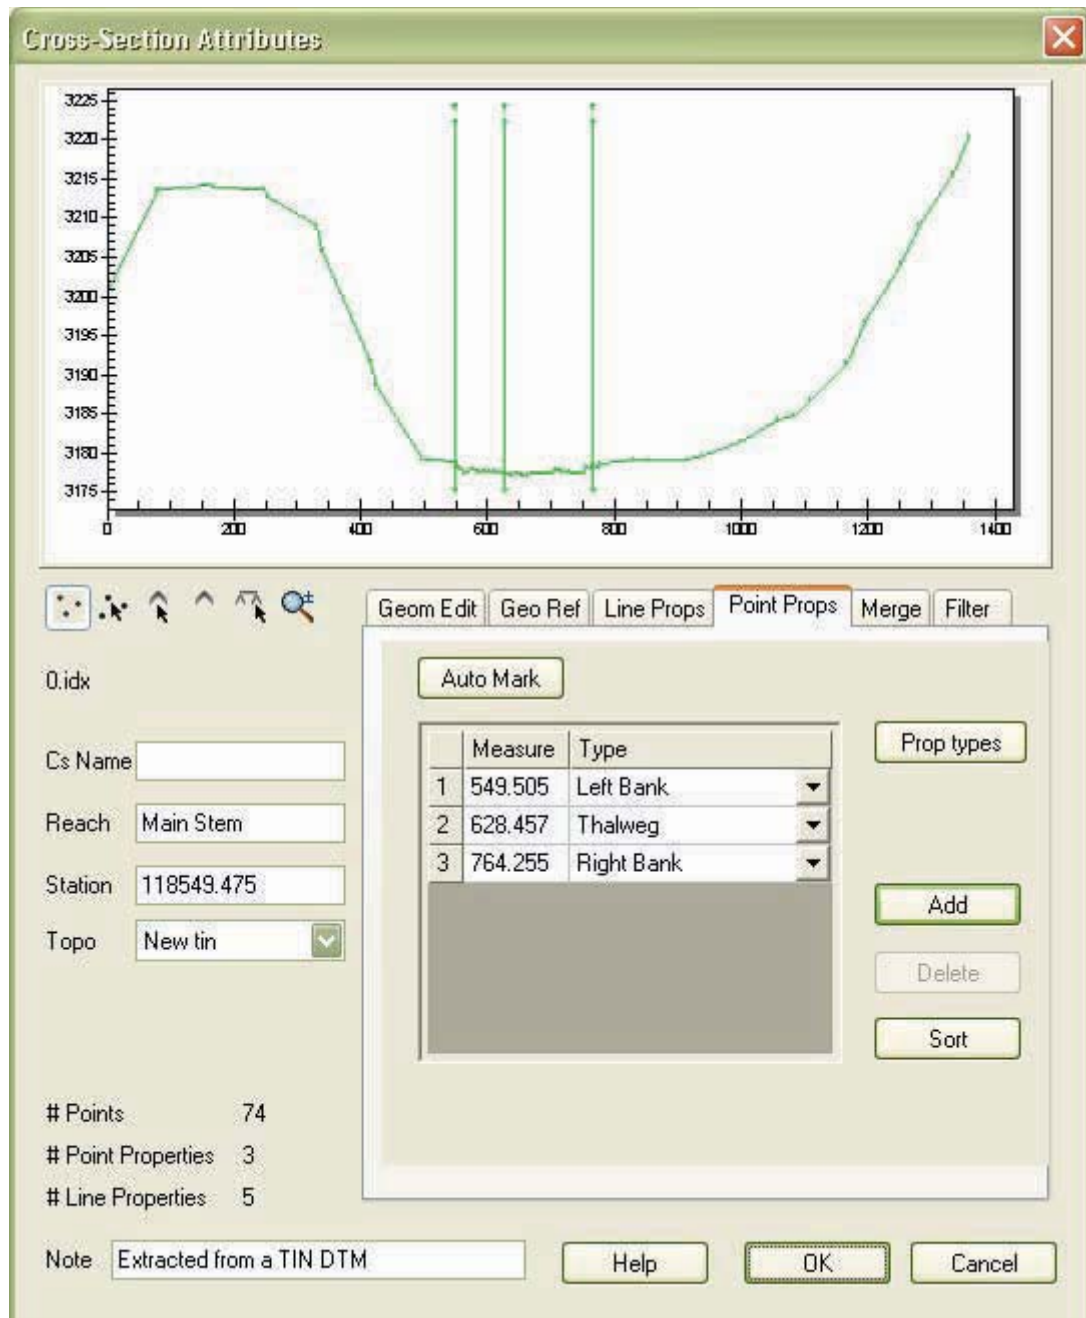 Cross-Section Attributes
3225
3220
3215
3210
3205
3200
3195
3190
3185
3180
3175
0 200 400 600 800 1000 1200 1400
Geom Edit Geo Ref Line Props Point Props Merge Filter
0.idx
Auto Mark
Prop types
Cs Name
Measure Type
1 549.505 Left Bank
2 628.457 Thalweg
3 764.255 Right Bank
Reach Main Stem
Station 118549.475
Topo New tin
Add
Delete
Sort
# Points 74
# Point Properties 3
# Line Properties 5
Note Extracted from a TIN DTM
Help OK Cancel